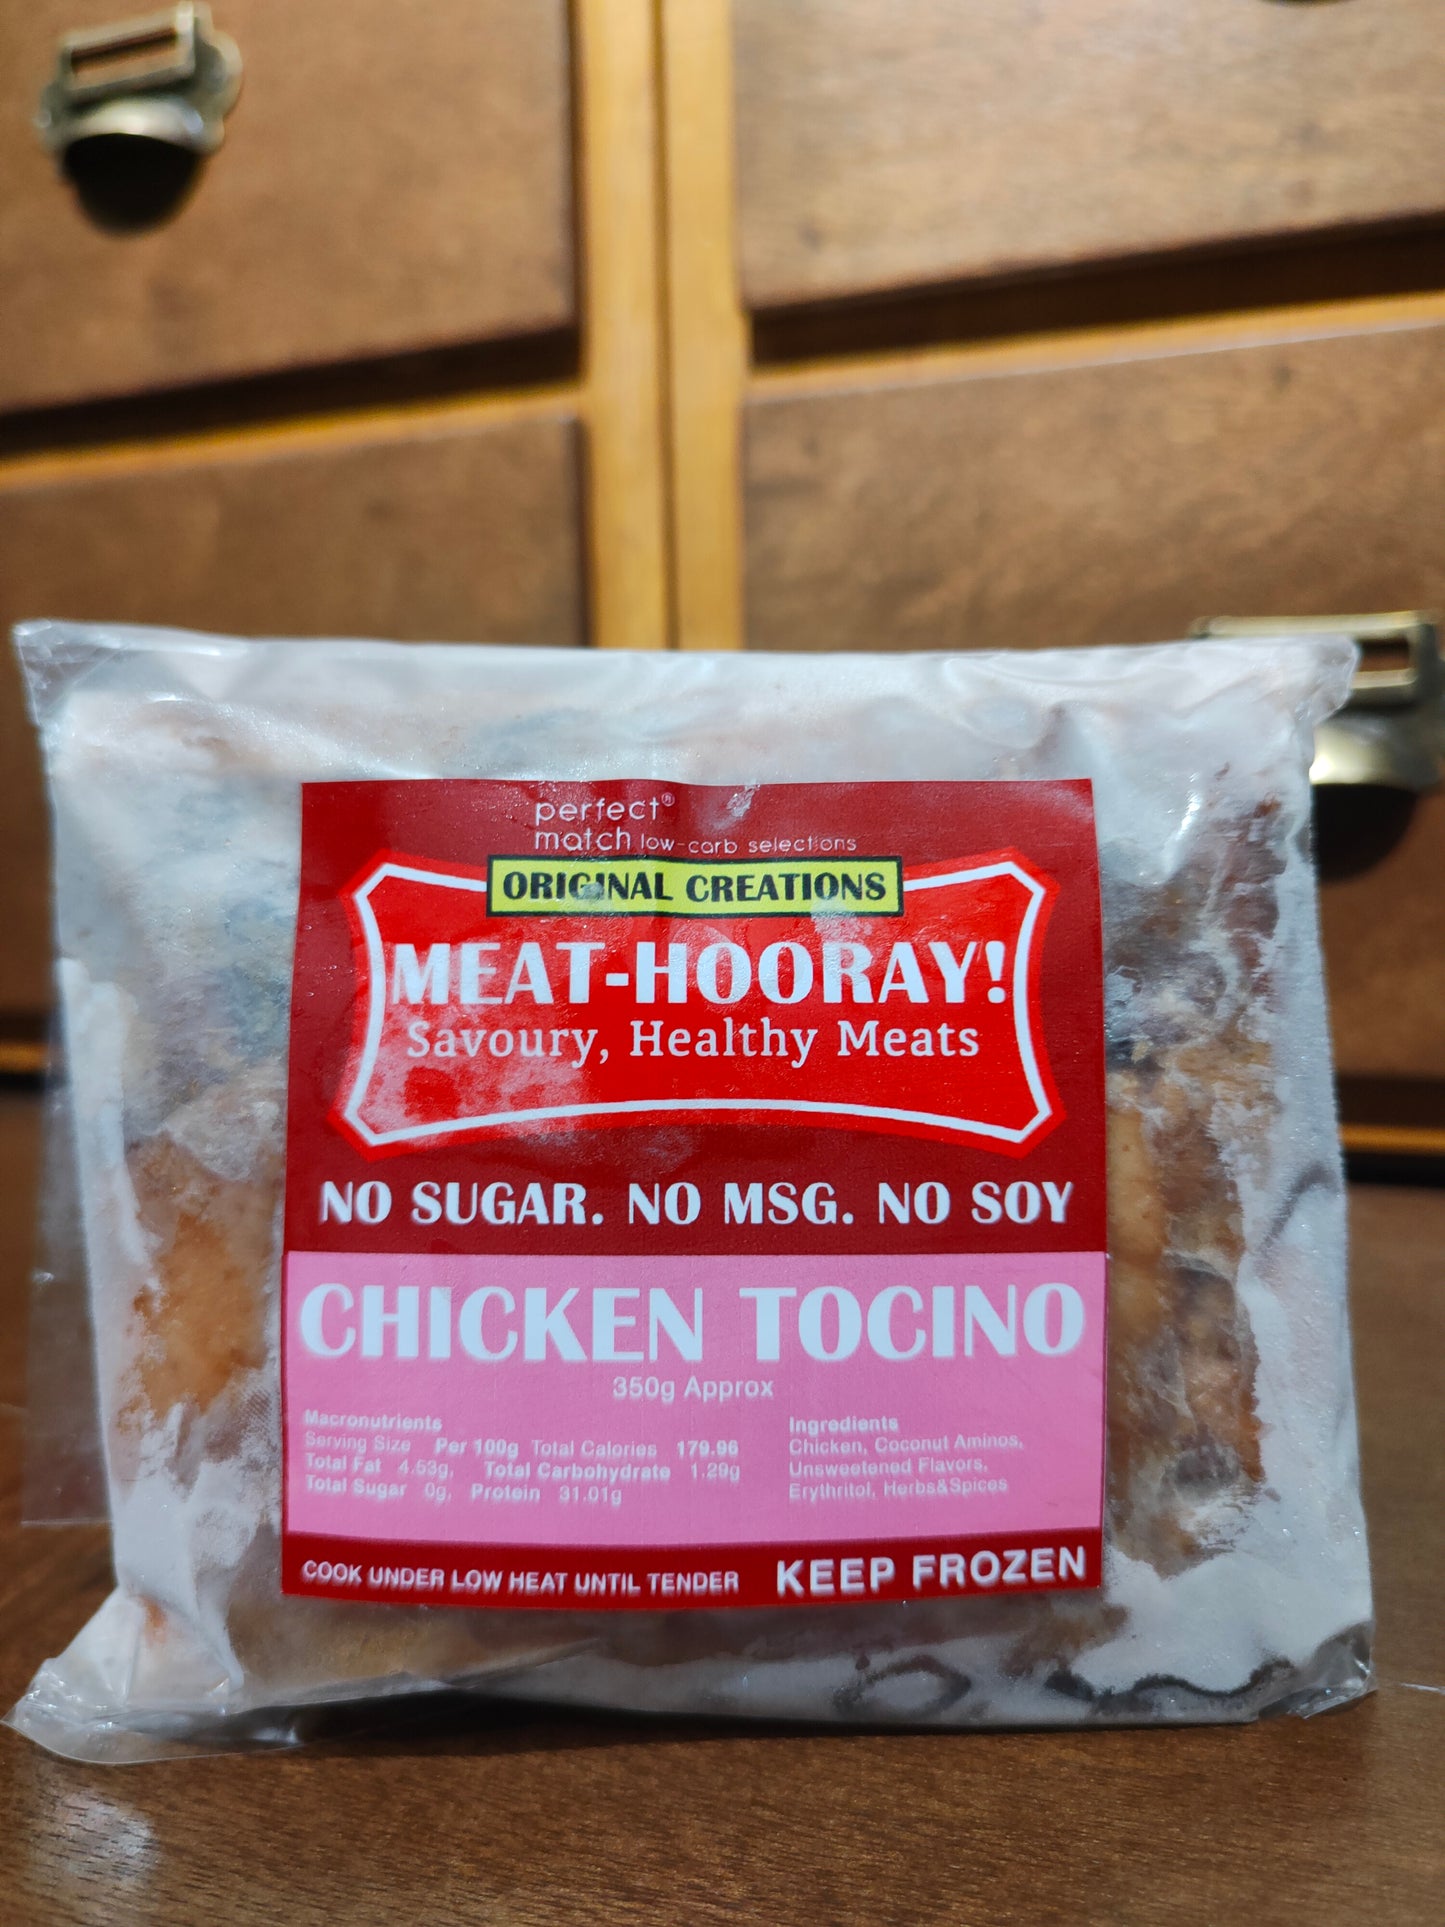 perfect®
match low-carb selections
ORIGINAL CREATIONS
MEAT-HOORAY!
Savoury, Healthy Meats
NO SUGAR. NO MSG. NO SOY
CHICKEN TOCINO
350g Approx
Macronutrients
Serving Size Per 100g Total Calories 179.96
Total Fat 4.53g, Total Carbohydrate 1.29g
Total Sugar 0g, Protein 31.01g
Ingredients
Chicken, Coconut Aminos,
Unsweetened Flavors,
Erythritol, Herbs&Spices
COOK UNDER LOW HEAT UNTIL TENDER KEEP FROZEN